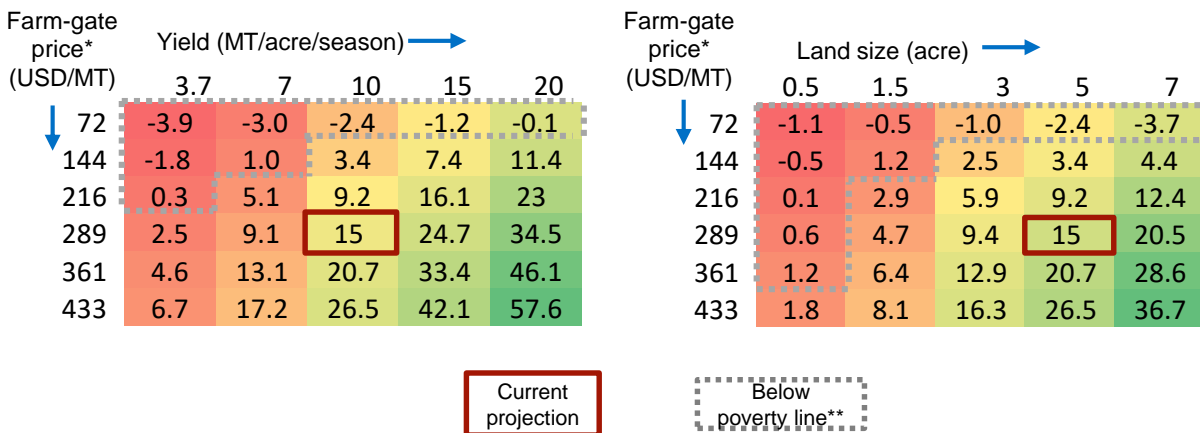 Farm-gate
price*
(USD/MT)
Yield (MT/acre/season)
3.7 7 10 15 20
72 -3.9 -3.0 -2.4 -1.2 -0.1
144 -1.8 1.0 3.4 7.4 11.4
216 0.3 5.1 9.2 16.1 23
289 2.5 9.1 15 24.7 34.5
361 4.6 13.1 20.7 33.4 46.1
433 6.7 17.2 26.5 42.1 57.6
Farm-gate
price*
(USD/MT)
Land size (acre)
0.5 1.5 3 5 7
72 -1.1 -0.5 -1.0 -2.4 -3.7
144 -0.5 1.2 2.5 3.4 4.4
216 0.1 2.9 5.9 9.2 12.4
289 0.6 4.7 9.4 15 20.5
361 1.2 6.4 12.9 20.7 28.6
433 1.8 8.1 16.3 26.5 36.7
Current
projection
Below
poverty line**